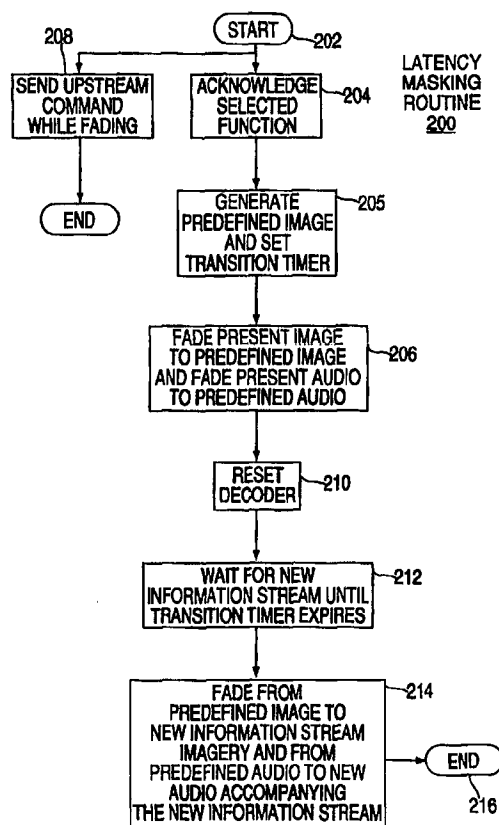 START
202
208
SEND UPSTREAM
COMMAND
WHILE FADING
END
ACKNOWLEDGE
SELECTED
FUNCTION
204
LATENCY
MASKING
ROUTINE
200
GENERATE
PREDEFINED IMAGE
AND SET
TRANSITION TIMER
205
FADE PRESENT IMAGE
TO PREDEFINED IMAGE
AND FADE PRESENT AUDIO
TO PREDEFINED AUDIO
206
RESET
DECODER
210
WAIT FOR NEW
INFORMATION STREAM UNTIL
TRANSITION TIMER EXPIRES
212
FADE FROM
PREDEFINED IMAGE TO
NEW INFORMATION STREAM
IMAGERY AND FROM
PREDEFINED AUDIO TO NEW
AUDIO ACCOMPANYING
THE NEW INFORMATION STREAM
214
END
216